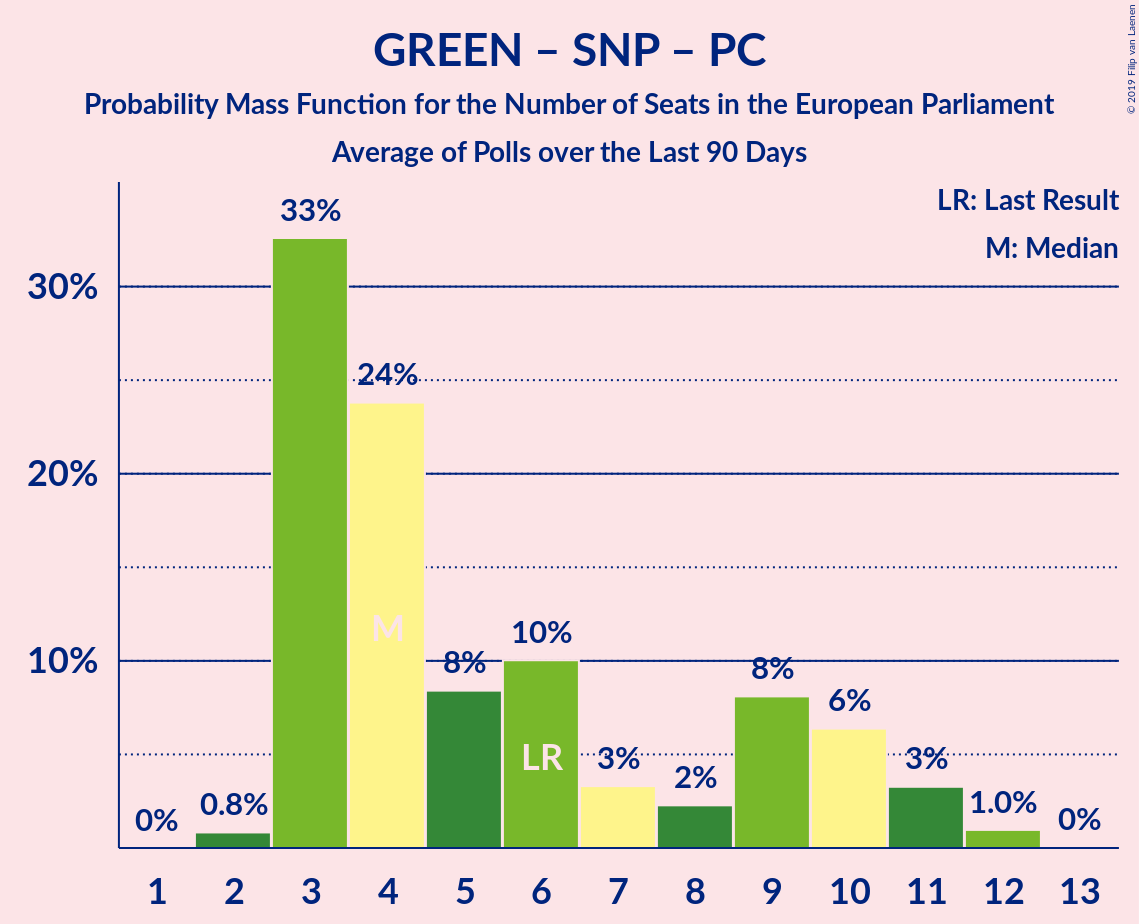 GREEN – SNP – PC
Probability Mass Function for the Number of Seats in the European Parliament
Average of Polls over the Last 90 Days
© 2019 Filip van Laenen
LR: Last Result
M: Median
33%
30%
24%
20%
M
10%
8%
10%
8%
6%
LR
3%
2%
3%
0%
0.8%
1.0%
0%
1 2 3 4 5 6 7 8 9 10 11 12 13